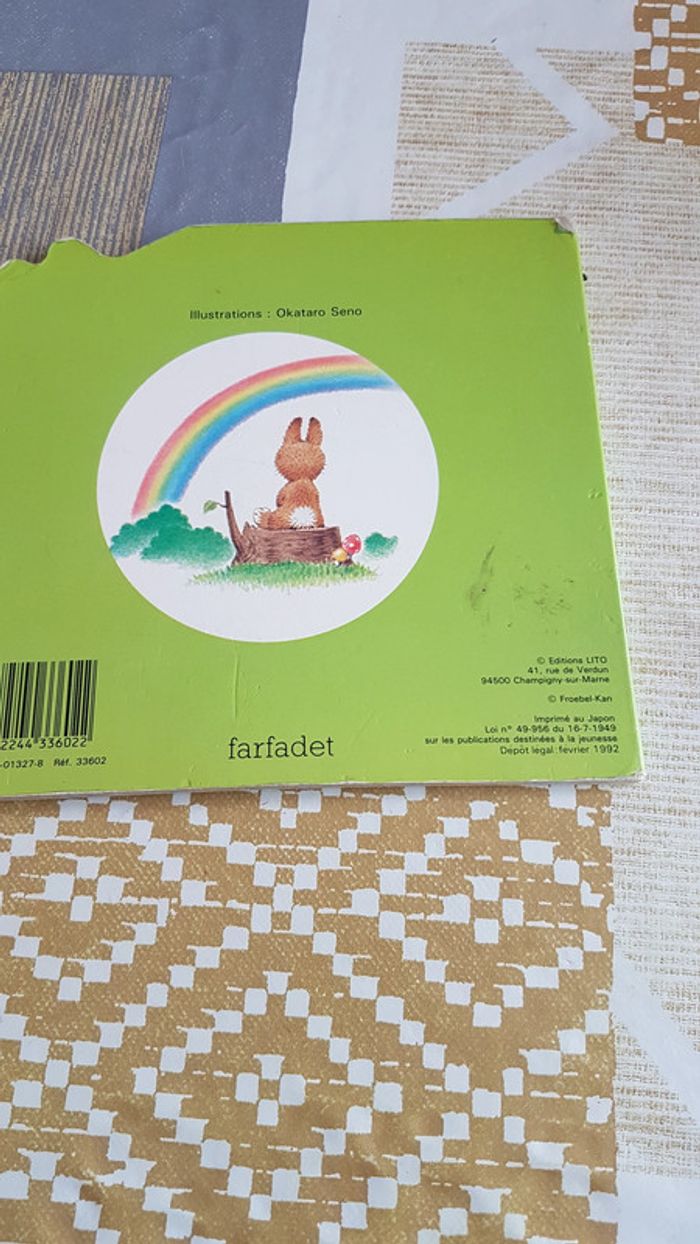 Illustrations : Okataro Seno
© Editions LITO
41, rue de Verdun
94500 Champigny-sur-Marne
© Froebel-Kan
Imprimé au Japon
Loi n° 49-956 du 16-7-1949
sur les publications destinées à la jeunesse
Depôt légal : fevrier 1992
2244 336022
-01327-8 Réf. 33602
farfadet